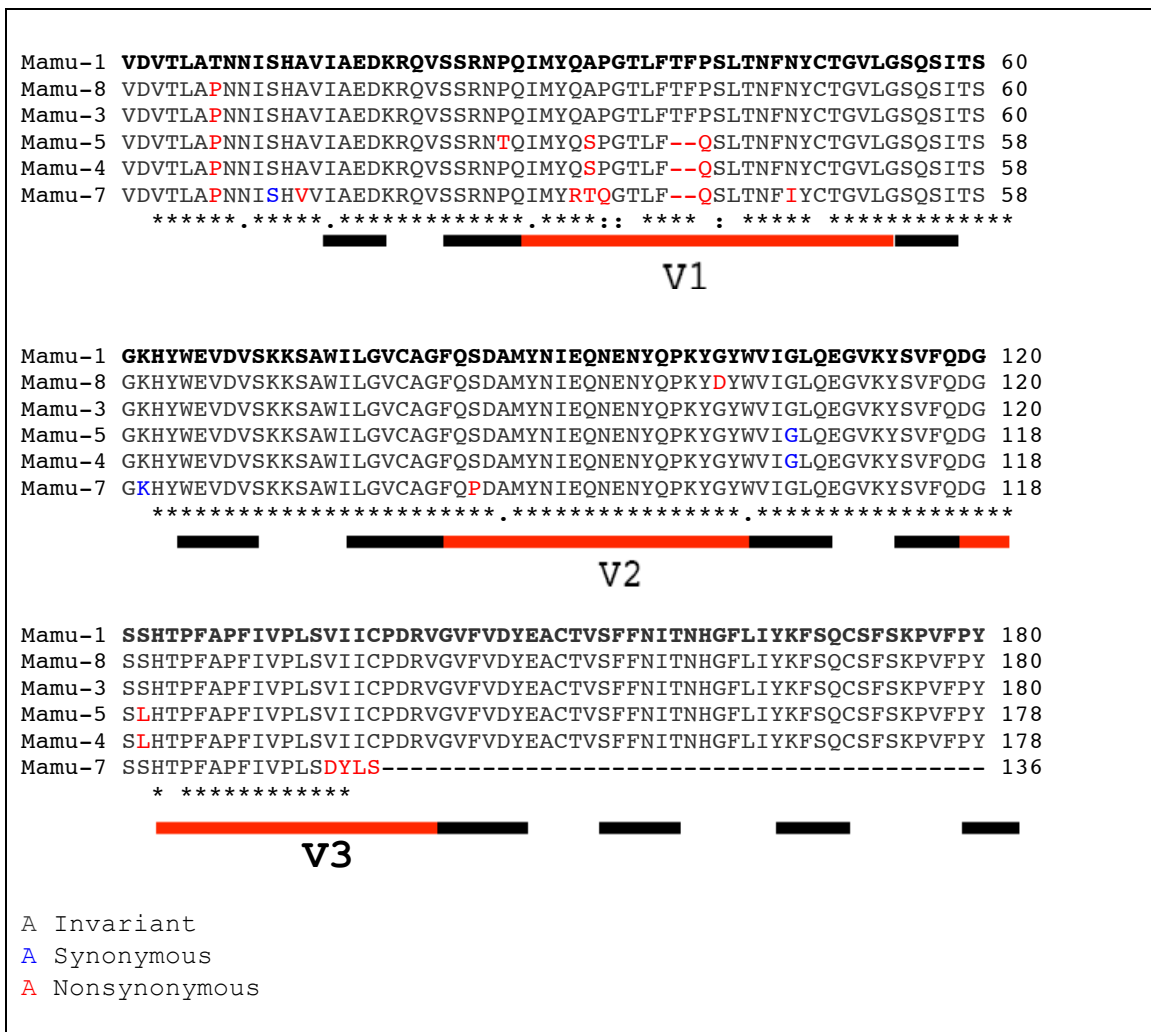 Mamu-1 VDVTLATNNISHAVIAEDKRQVSSRNPQIMYQAPGTLFTFPSLTNFNYCTGVLGSQSITS 60
Mamu-8 VDVTLAPNNISHAVIAEDKRQVSSRNPQIMYQAPGTLFTFPSLTNFNYCTGVLGSQSITS 60
Mamu-3 VDVTLAPNNISHAVIAEDKRQVSSRNPQIMYQAPGTLFTFPSLTNFNYCTGVLGSQSITS 60
Mamu-5 VDVTLAPNNISHAVIAEDKRQVSSRNTQIMYQSPGTLF--QSLTNFNYCTGVLGSQSITS 58
Mamu-4 VDVTLAPNNISHAVIAEDKRQVSSRNPQIMYQSPGTLF--QSLTNFNYCTGVLGSQSITS 58
Mamu-7 VDVTLAPNNISHVVIAEDKRQVSSRNPQIMYRTQGTLF--QSLTNFIYCTGVLGSQSITS 58
******.*****.*************.****:: **** : ***** *************
V1
Mamu-1 GKHYWEVDVSKKSAWILGVCAGFQSDAMYNIEQNENYQPKYGYWVIGLQEGVKYSVFQDG 120
Mamu-8 GKHYWEVDVSKKSAWILGVCAGFQSDAMYNIEQNENYQPKYDYWVIGLQEGVKYSVFQDG 120
Mamu-3 GKHYWEVDVSKKSAWILGVCAGFQSDAMYNIEQNENYQPKYGYWVIGLQEGVKYSVFQDG 120
Mamu-5 GKHYWEVDVSKKSAWILGVCAGFQSDAMYNIEQNENYQPKYGYWVIGLQEGVKYSVFQDG 118
Mamu-4 GKHYWEVDVSKKSAWILGVCAGFQSDAMYNIEQNENYQPKYGYWVIGLQEGVKYSVFQDG 118
Mamu-7 GKHYWEVDVSKKSAWILGVCAGFQPDAMYNIEQNENYQPKYGYWVIGLQEGVKYSVFQDG 118
************************.****************.******************
V2
Mamu-1 SSHTPFAPFIVPLSVIICPDRVGVFVDYEACTVSFFNITNHGFLIYKFSQCSFSKPVFPY 180
Mamu-8 SSHTPFAPFIVPLSVIICPDRVGVFVDYEACTVSFFNITNHGFLIYKFSQCSFSKPVFPY 180
Mamu-3 SSHTPFAPFIVPLSVIICPDRVGVFVDYEACTVSFFNITNHGFLIYKFSQCSFSKPVFPY 180
Mamu-5 SLHTPFAPFIVPLSVIICPDRVGVFVDYEACTVSFFNITNHGFLIYKFSQCSFSKPVFPY 178
Mamu-4 SLHTPFAPFIVPLSVIICPDRVGVFVDYEACTVSFFNITNHGFLIYKFSQCSFSKPVFPY 178
Mamu-7 SSHTPFAPFIVPLSDYLS------------------------------------------ 136
* ************
V3
A Invariant
A Synonymous
A Nonsynonymous